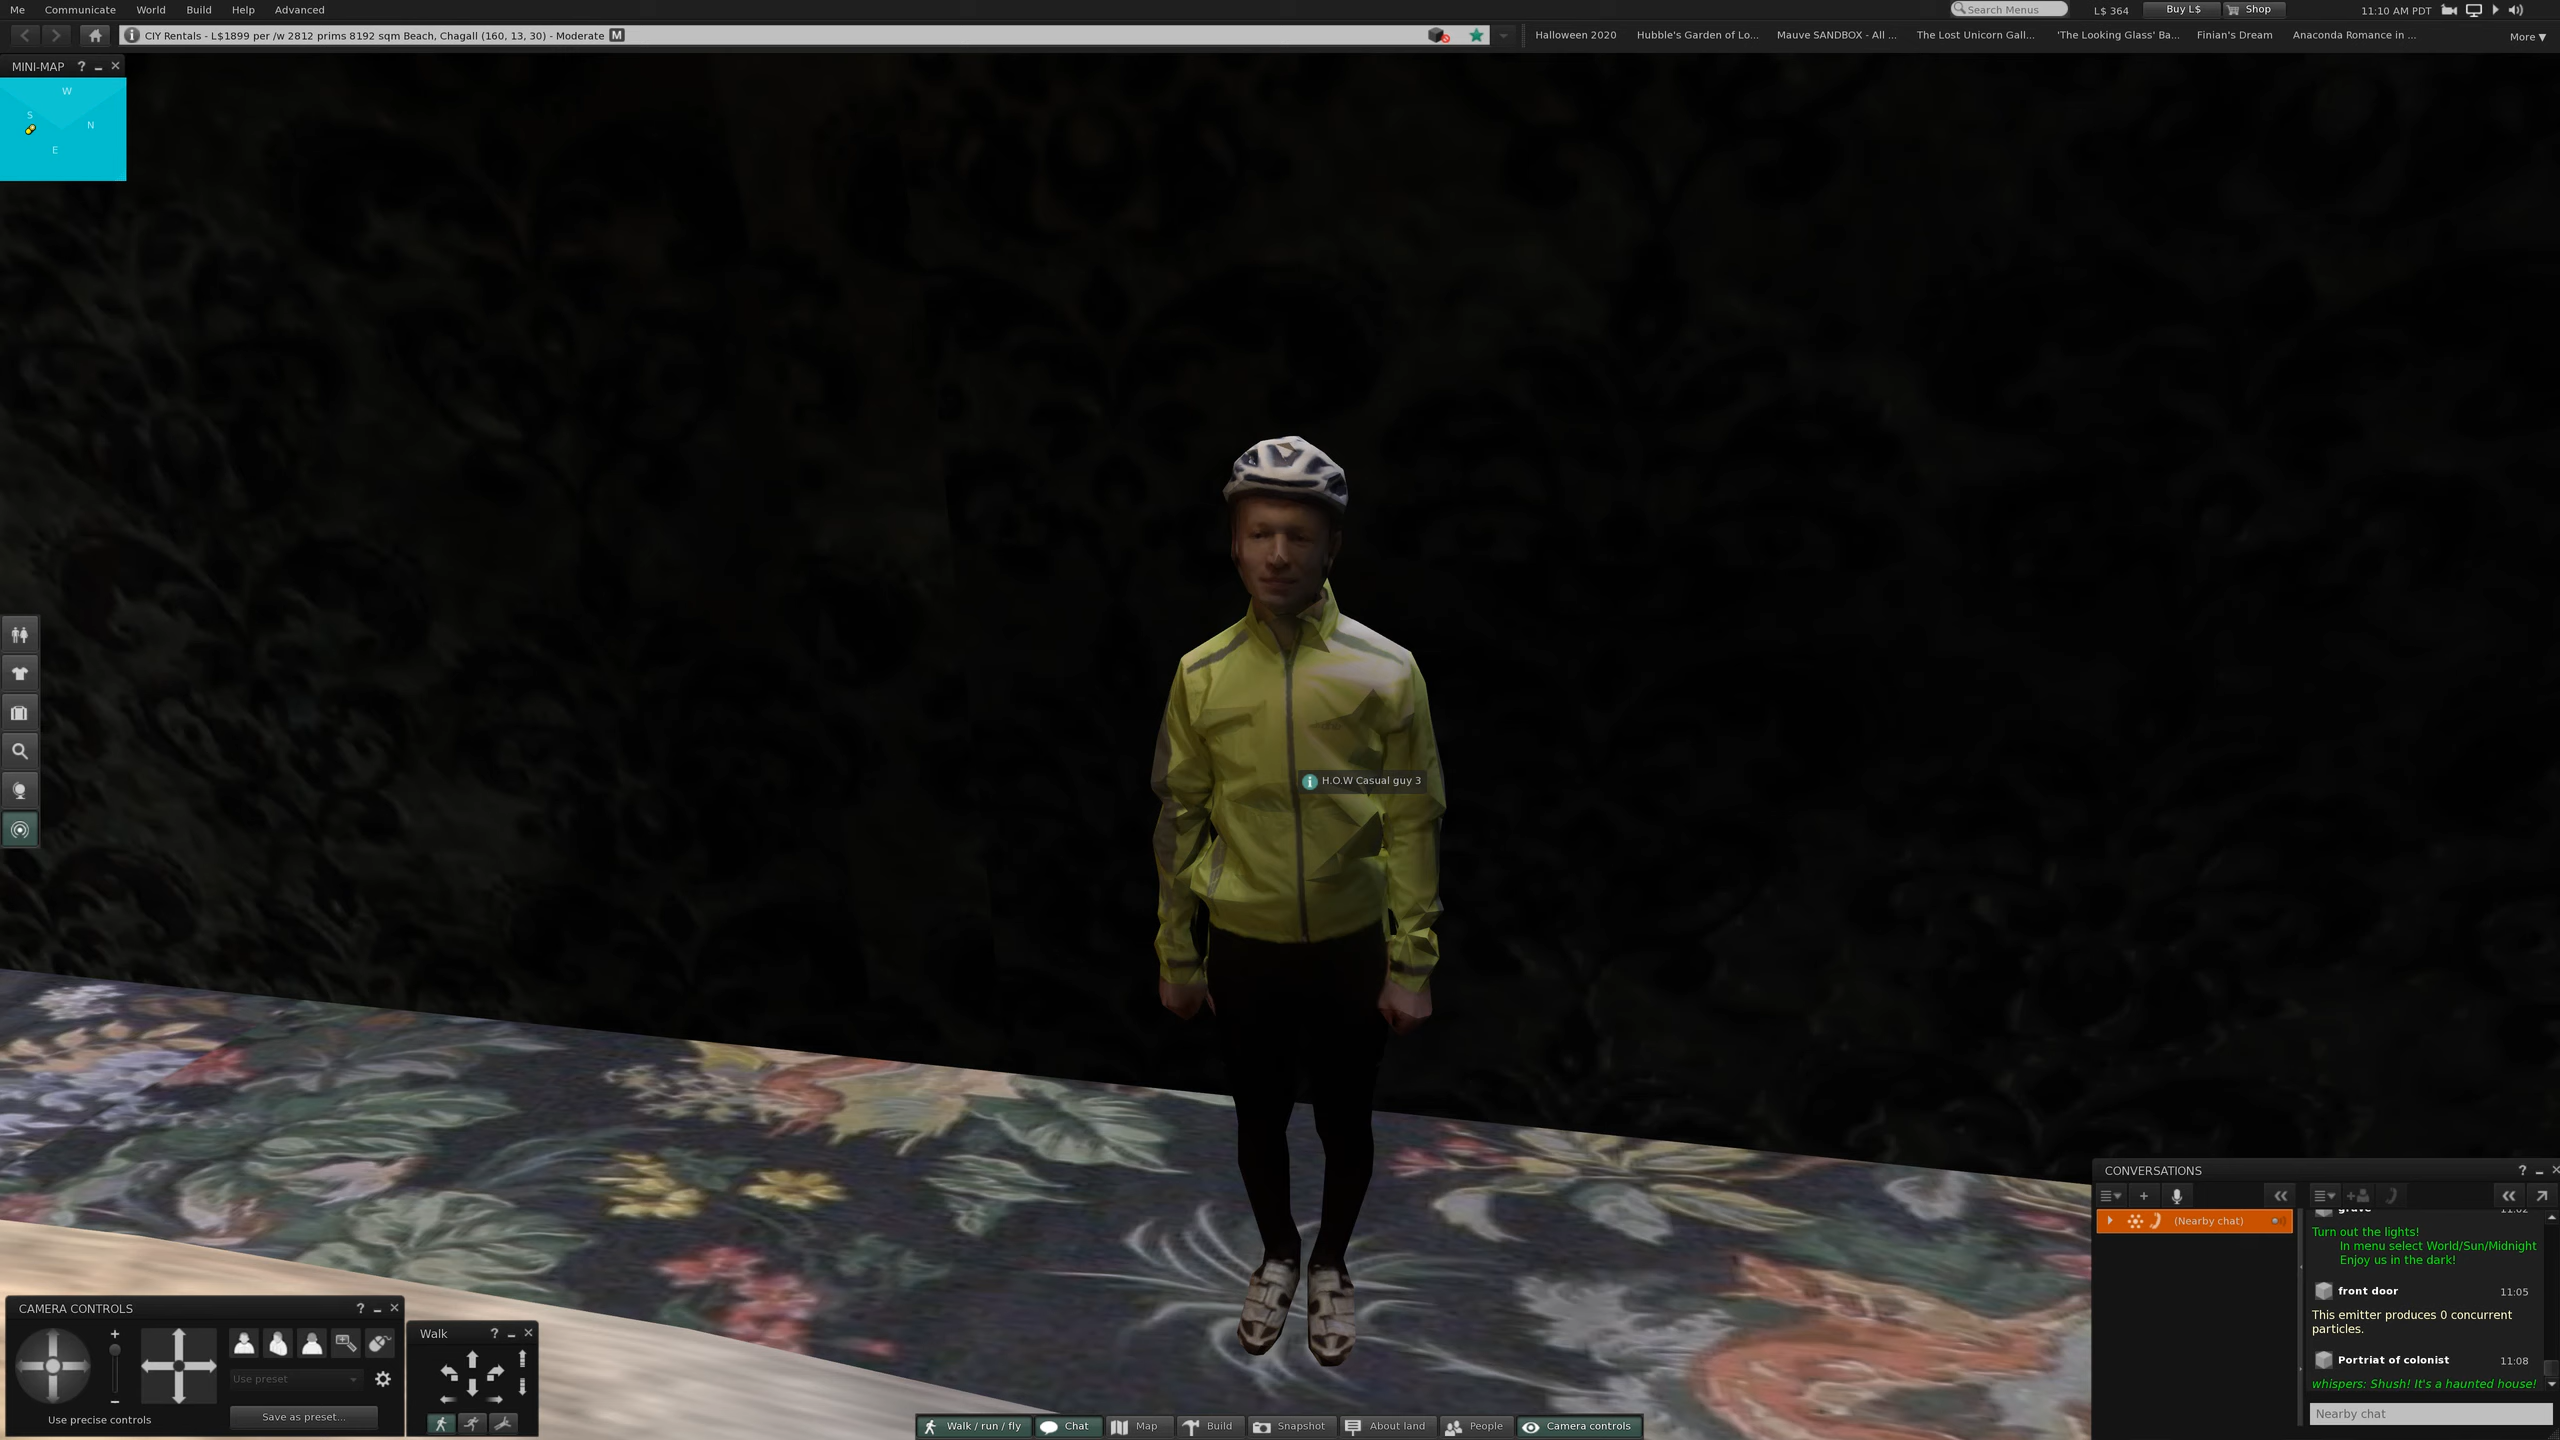 Me Communicate World Build Help Advanced
Search Menus
L$ 364
Buy L$
Shop
11:10 AM PDT
CIY Rentals - L$1899 per /w 2812 prims 8192 sqm Beach, Chagall (160, 13, 30) - Moderate M
Halloween 2020
Hubble's Garden of Lo...
Mauve SANDBOX - All ...
The Lost Unicorn Gall...
'The Looking Glass' Ba...
Finian's Dream
Anaconda Romance in ...
More ▼
MINI-MAP ?
W
S
N
E
H.O.W Casual guy 3
CONVERSATIONS ?
(Nearby chat)
grave 11:02
Turn out the lights!
In menu select World/Sun/Midnight
Enjoy us in the dark!
front door 11:05
This emitter produces 0 concurrent
particles.
Portriat of colonist 11:08
whispers: Shush! It's a haunted house!
Nearby chat
CAMERA CONTROLS ?
Use preset
Use precise controls
Save as preset...
Walk ?
Walk / run / fly
Chat
Map
Build
Snapshot
About land
People
Camera controls